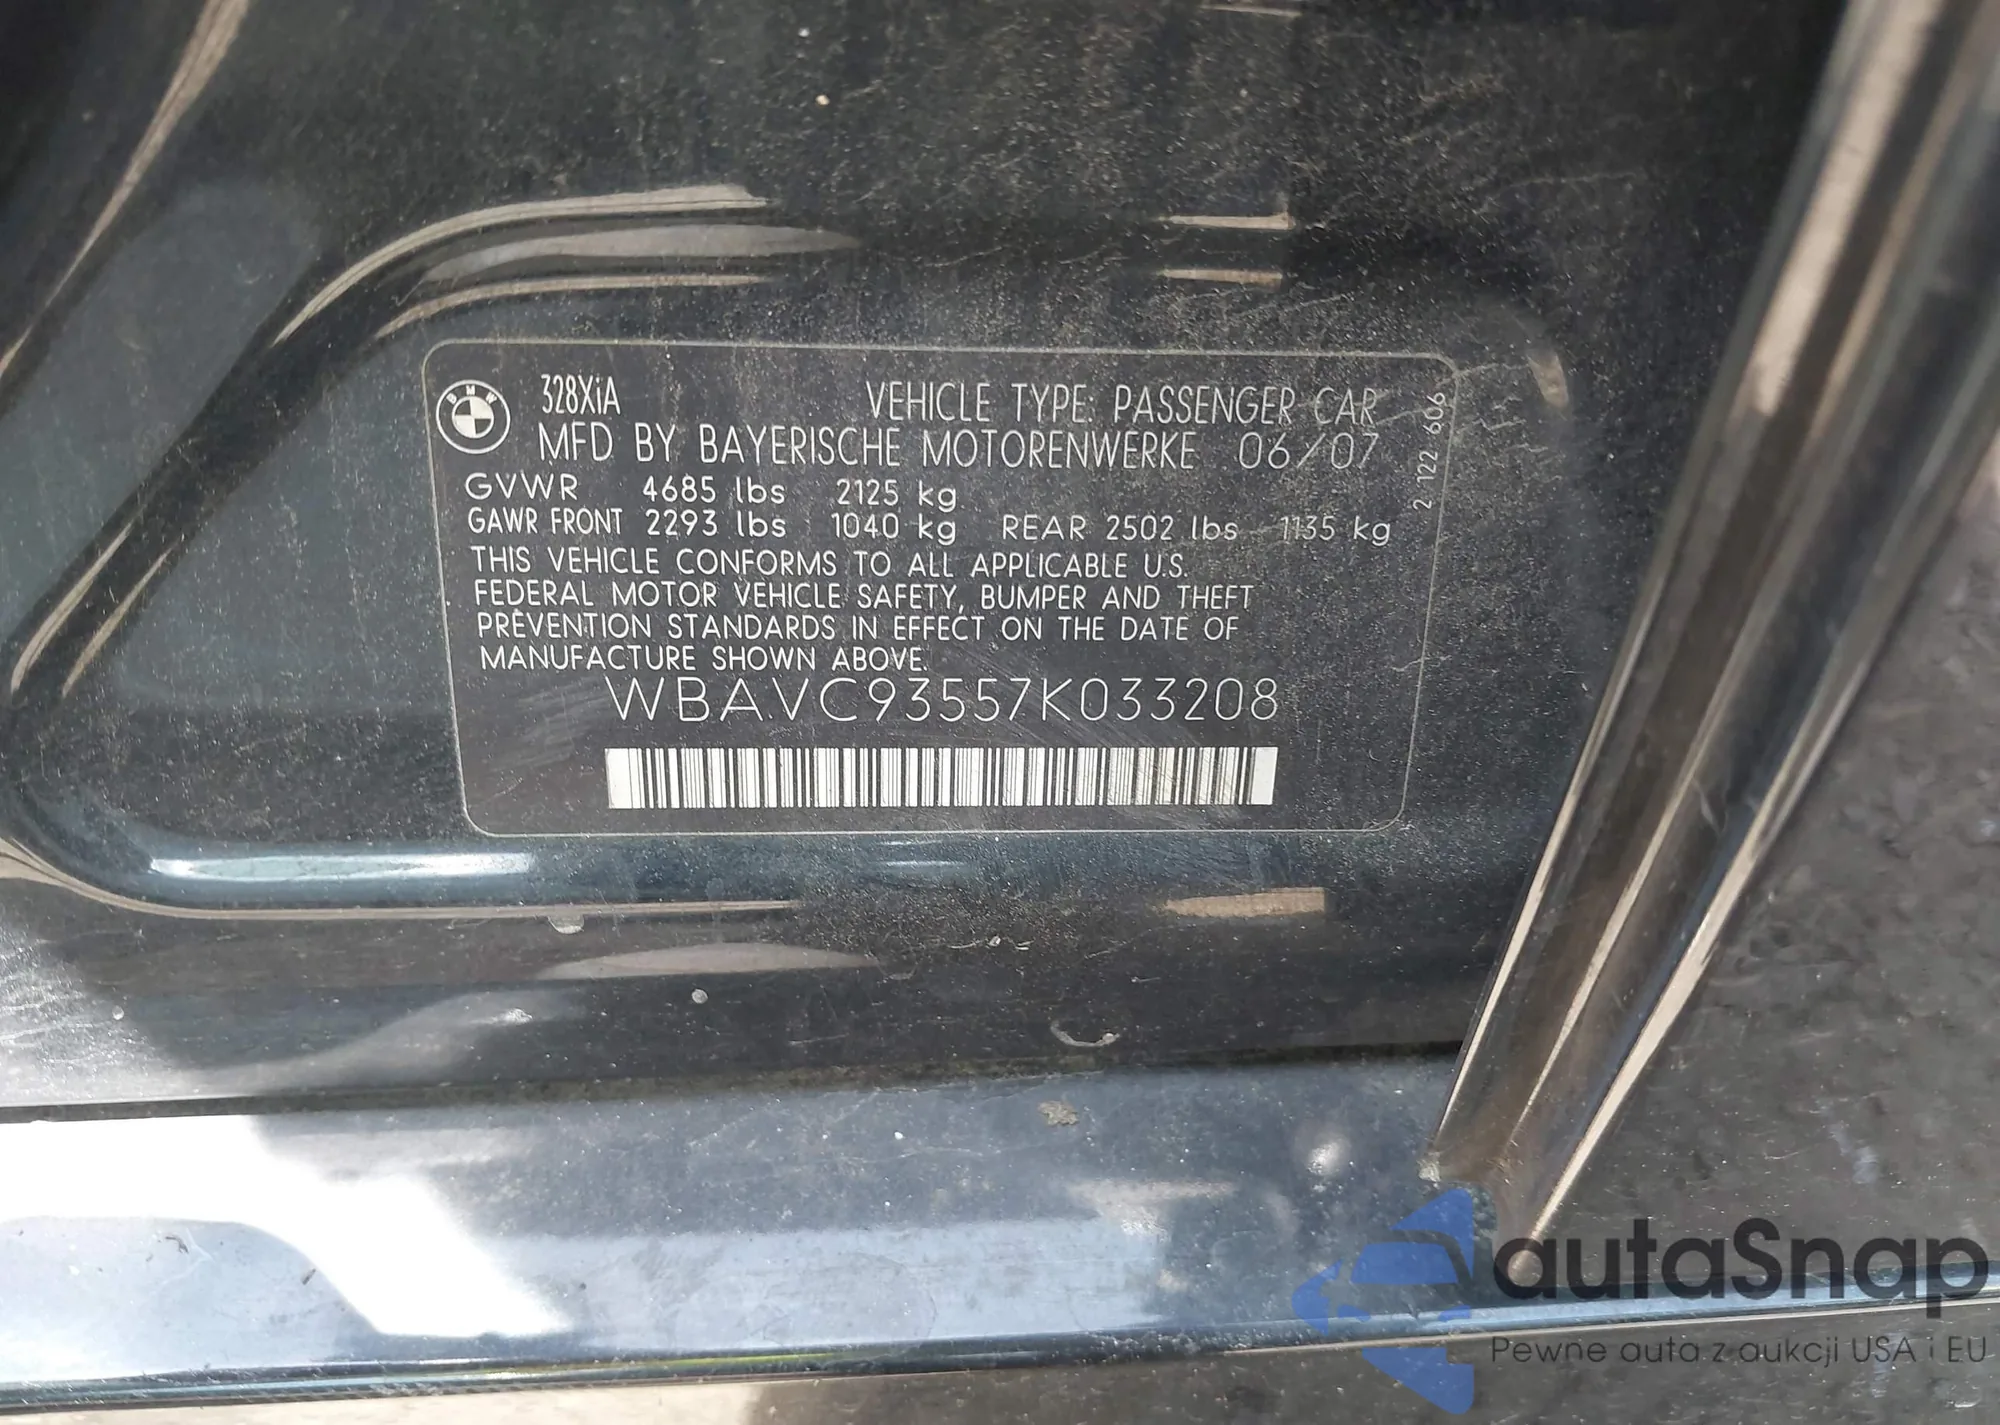 BMW
328XiA VEHICLE TYPE: PASSENGER CAR
MFD BY BAYERISCHE MOTORENWERKE 06/07
GVWR 4685 lbs 2125 kg
GAWR FRONT 2293 lbs 1040 kg REAR 2502 lbs 1135 kg
THIS VEHICLE CONFORMS TO ALL APPLICABLE U.S.
FEDERAL MOTOR VEHICLE SAFETY, BUMPER AND THEFT
PREVENTION STANDARDS IN EFFECT ON THE DATE OF
MANUFACTURE SHOWN ABOVE.
WBAVC93557K033208
2 122 606
autaSnap
Pewne auta z aukcji USA i EU